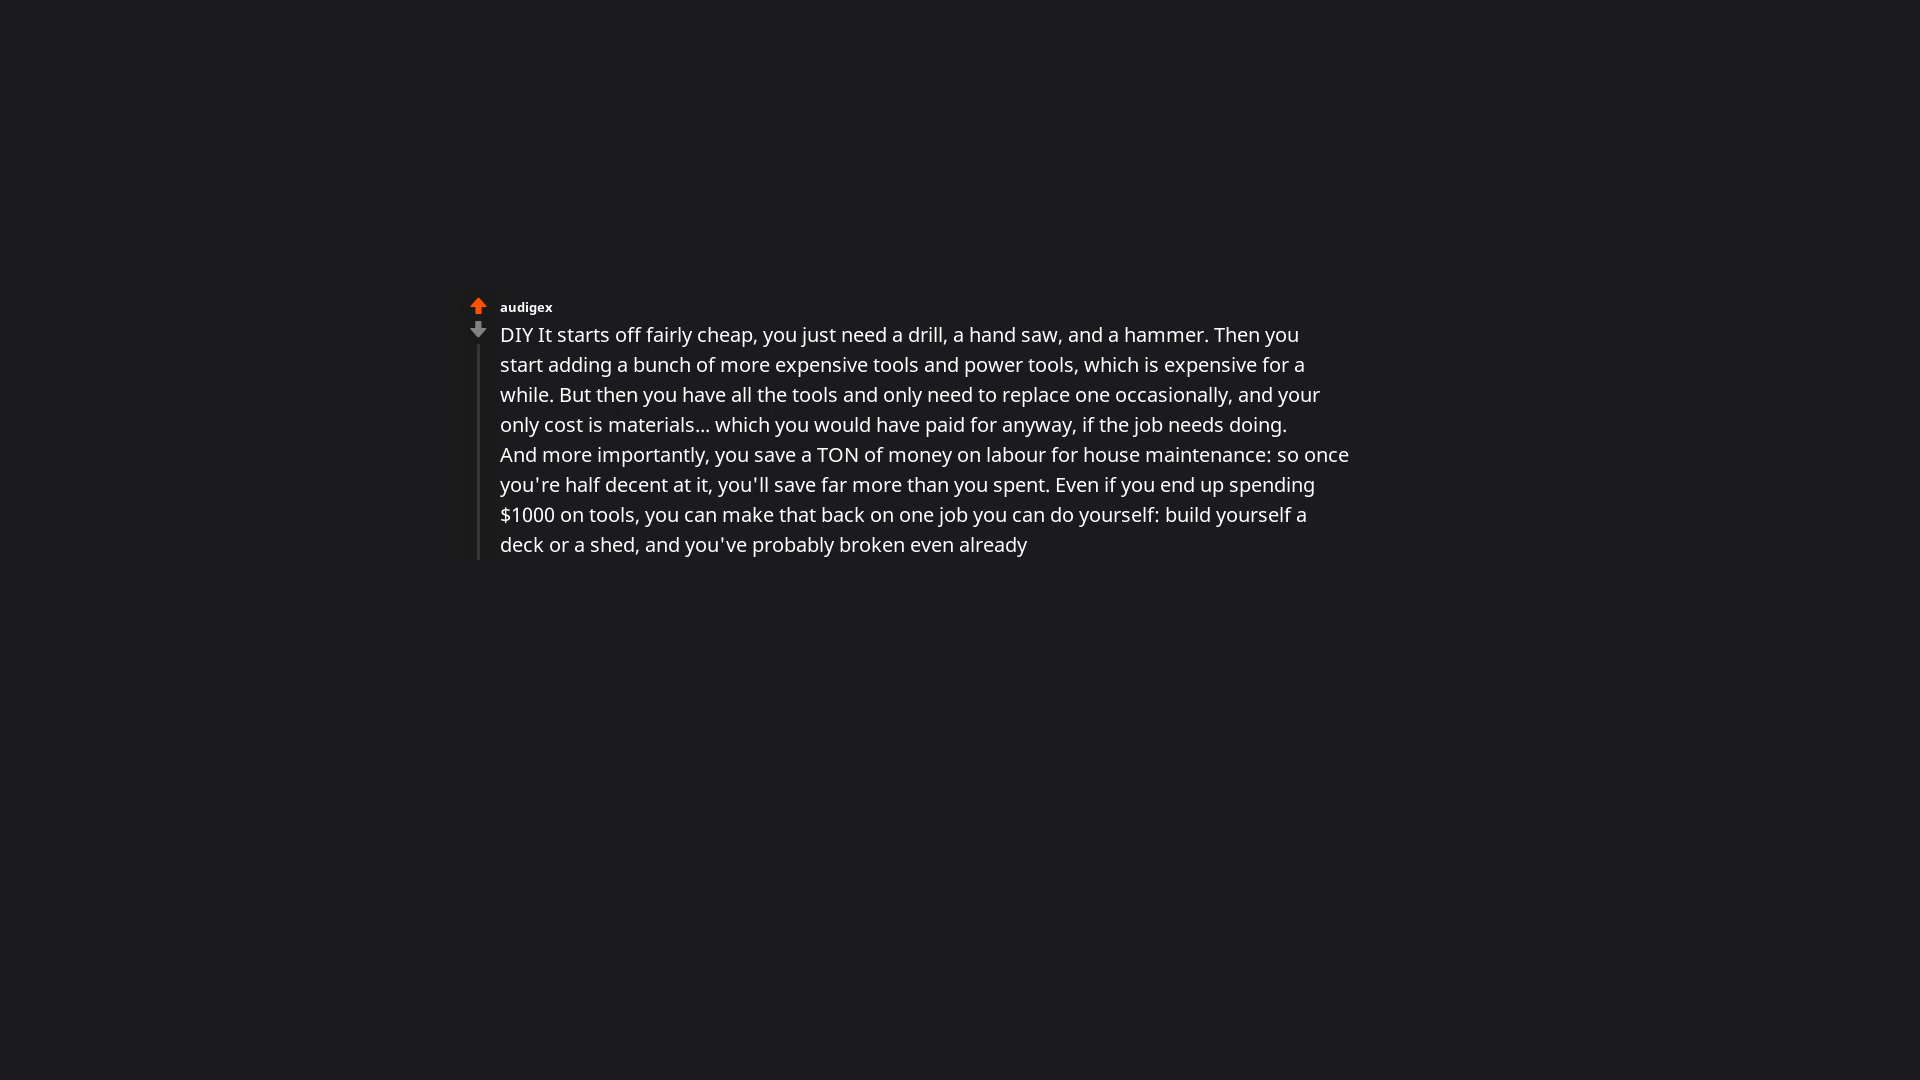 audigex
DIY It starts off fairly cheap, you just need a drill, a hand saw, and a hammer. Then you
start adding a bunch of more expensive tools and power tools, which is expensive for a
while. But then you have all the tools and only need to replace one occasionally, and your
only cost is materials... which you would have paid for anyway, if the job needs doing.
And more importantly, you save a TON of money on labour for house maintenance: so once
you're half decent at it, you'll save far more than you spent. Even if you end up spending
$1000 on tools, you can make that back on one job you can do yourself: build yourself a
deck or a shed, and you've probably broken even already